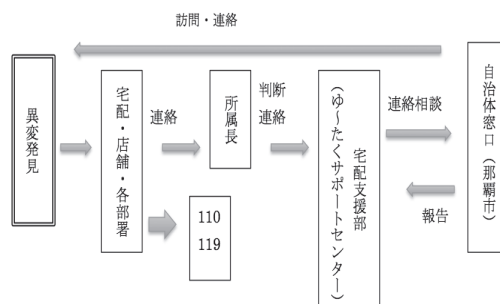 訪問・連絡
異変発見
宅配・店舗・各部署
連絡
所属長
判断
連絡
宅配支援部
(ゆ～たくサポートセンター)
連絡相談
自治体窓口(那覇市)
報告
110
119